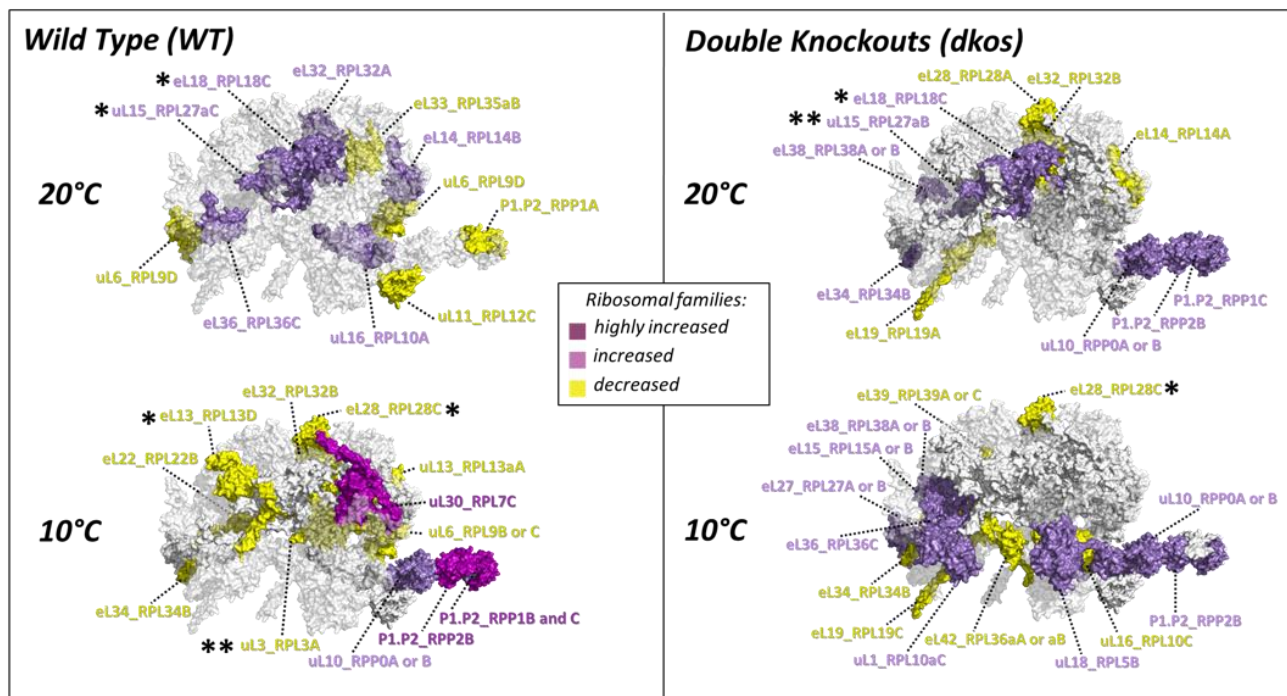 Wild Type (WT)
* eL18_RPL18C
eL32_RPL32A
* uL15_RPL27aC
eL33_RPL35aB
eL14_RPL14B
20°C
uL6_RPL9D
P1.P2_RPP1A
uL6_RPL9D
uL11_RPL12C
eL36_RPL36C
uL16_RPL10A
eL32_RPL32B
* eL13_RPL13D
eL28_RPL28C *
eL22_RPL22B
uL13_RPL13aA
uL30_RPL7C
10°C
uL6_RPL9B or C
eL34_RPL34B
P1.P2_RPP1B and C
** uL3_RPL3A
P1.P2_RPP2B
uL10_RPP0A or B
Ribosomal families:
highly increased
increased
decreased
Double Knockouts (dkos)
eL28_RPL28A
eL32_RPL32B
* eL18_RPL18C
** uL15_RPL27aB
eL38_RPL38A or B
eL14_RPL14A
20°C
eL34_RPL34B
P1.P2_RPP1C
eL19_RPL19A
P1.P2_RPP2B
uL10_RPP0A or B
eL39_RPL39A or C
eL28_RPL28C *
eL38_RPL38A or B
eL15_RPL15A or B
eL27_RPL27A or B
uL10_RPP0A or B
10°C
eL36_RPL36C
eL34_RPL34B
P1.P2_RPP2B
eL19_RPL19C
eL42_RPL36aA or aB
uL16_RPL10C
uL1_RPL10aC
uL18_RPL5B